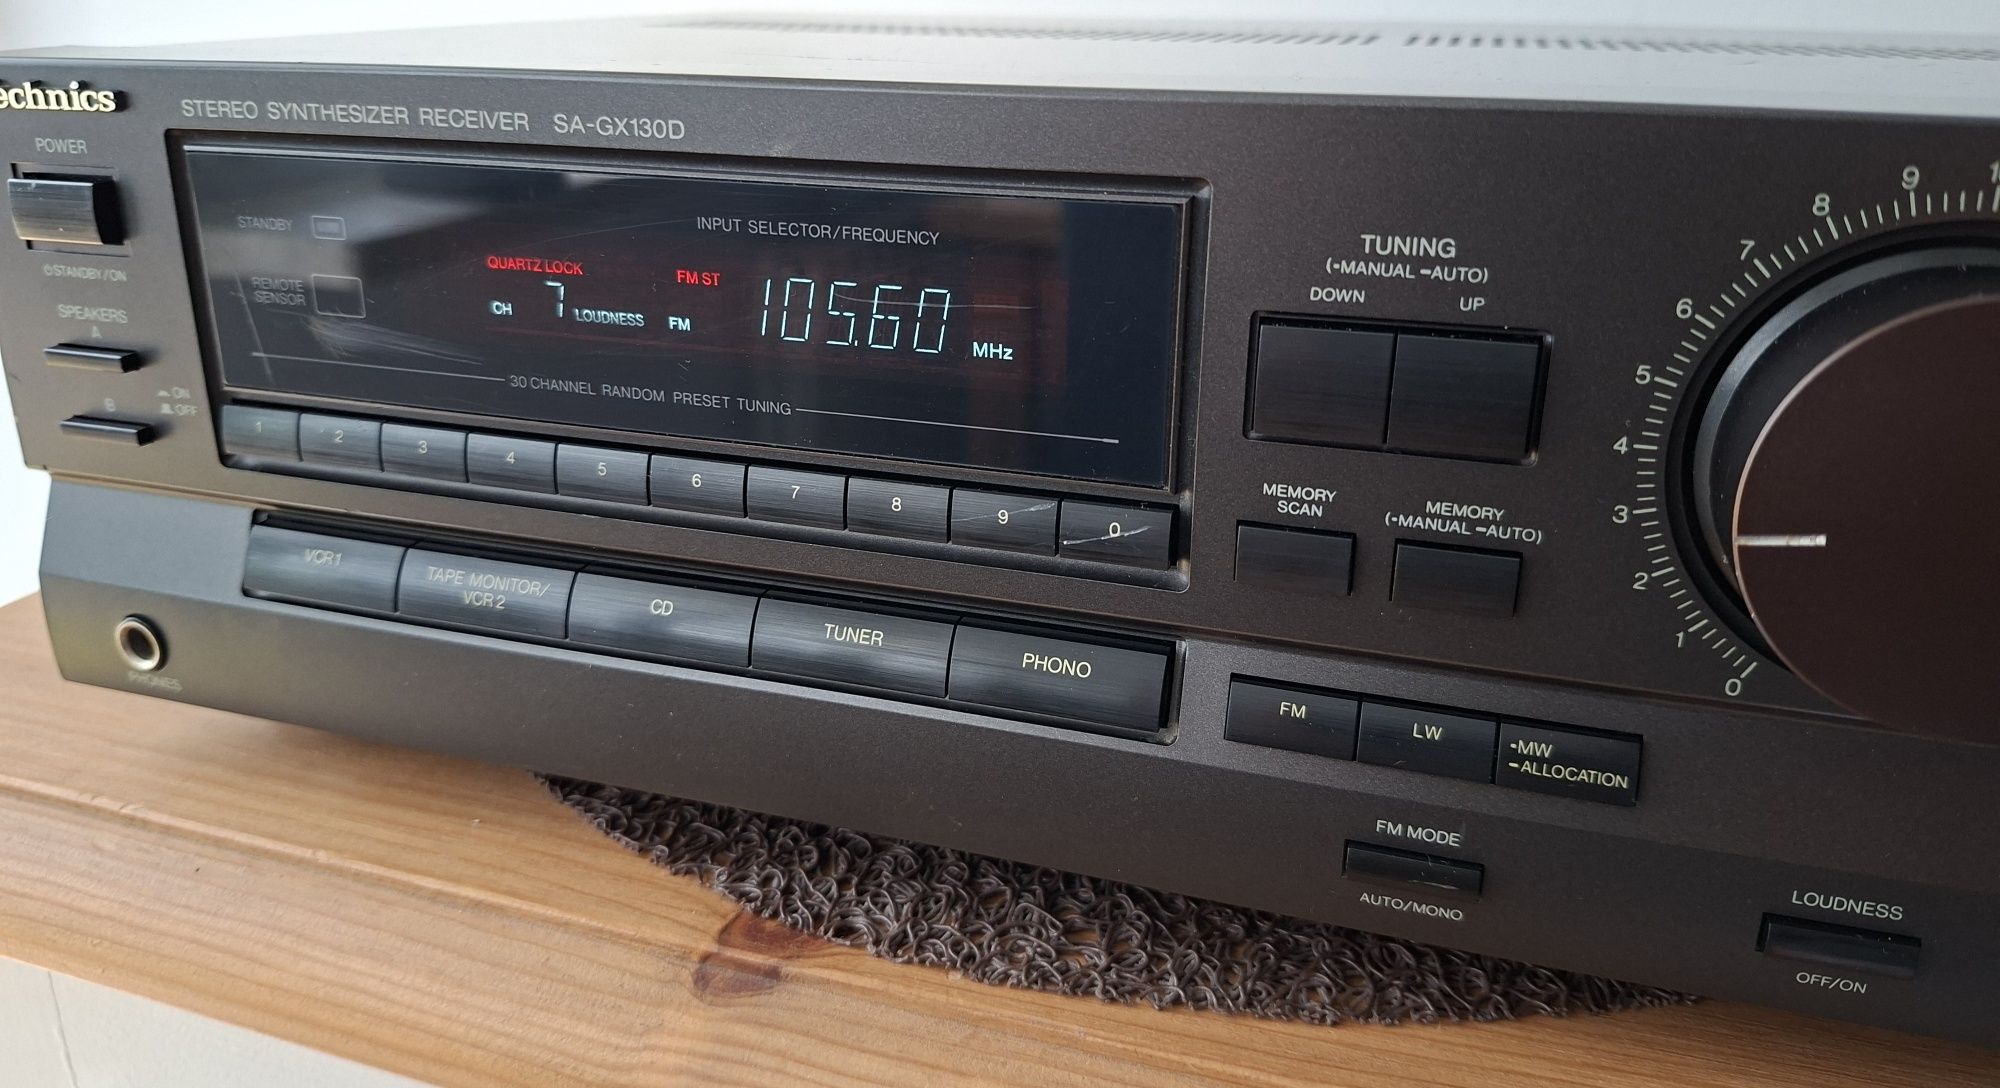 Technics
STEREO SYNTHESIZER RECEIVER SA-GX130D
POWER
⏻STANDBY/ON
SPEAKERS
A
B
ON
OFF
STANDBY
REMOTE
SENSOR
INPUT SELECTOR/FREQUENCY
QUARTZ LOCK
FM ST
CH 7 LOUDNESS FM 105.60 MHz
30 CHANNEL RANDOM PRESET TUNING
1 2 3 4 5 6 7 8 9 0
VCR1
TAPE MONITOR/
VCR 2
CD
TUNER
PHONO
PHONES
TUNING
(-MANUAL –AUTO)
DOWN UP
MEMORY
SCAN
MEMORY
(-MANUAL –AUTO)
FM
LW
-MW
–ALLOCATION
FM MODE
AUTO/MONO
LOUDNESS
OFF/ON
0 1 2 3 4 5 6 7 8 9